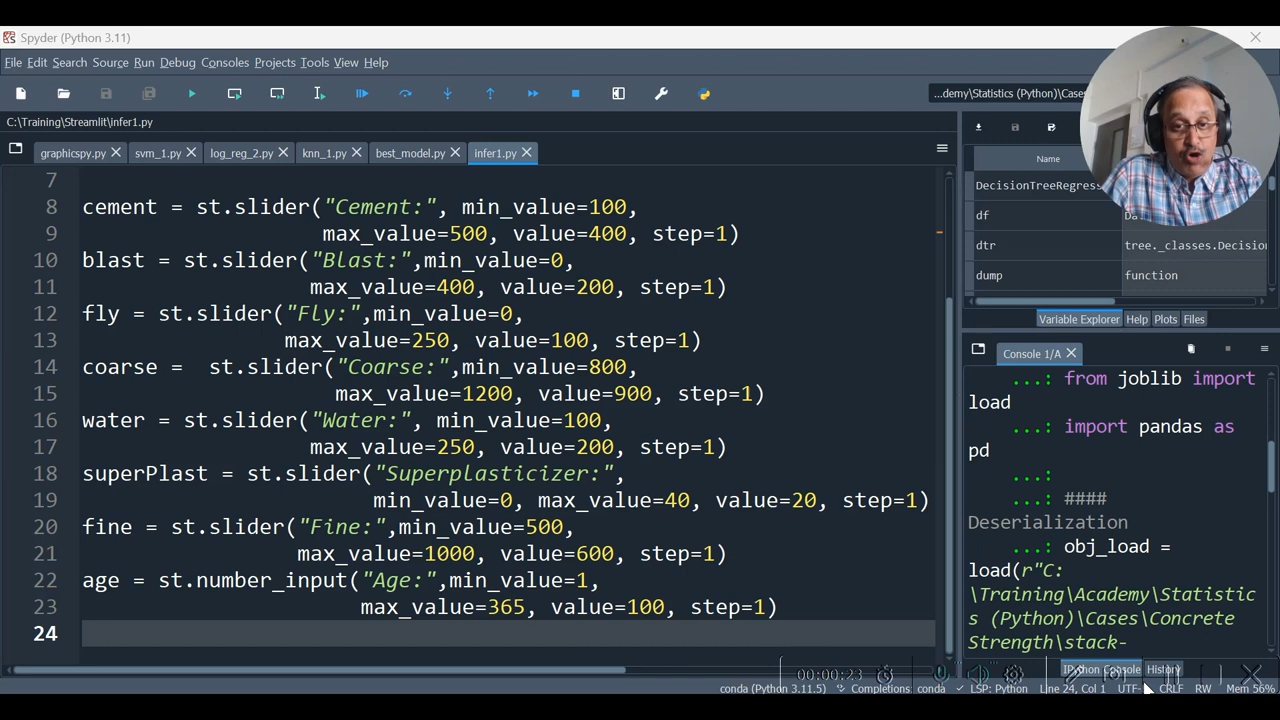 Spyder (Python 3.11)
File Edit Search Source Run Debug Consoles Projects Tools View Help
...demy\Statistics (Python)\Cases\
C:\Training\Streamlit\infer1.py
graphicspy.py svm_1.py log_reg_2.py knn_1.py best_model.py infer1.py
7
8 cement = st.slider("Cement:", min_value=100,
9 max_value=500, value=400, step=1)
10 blast = st.slider("Blast:",min_value=0,
11 max_value=400, value=200, step=1)
12 fly = st.slider("Fly:",min_value=0,
13 max_value=250, value=100, step=1)
14 coarse =  st.slider("Coarse:",min_value=800,
15 max_value=1200, value=900, step=1)
16 water = st.slider("Water:", min_value=100,
17 max_value=250, value=200, step=1)
18 superPlast = st.slider("Superplasticizer:",
19 min_value=0, max_value=40, value=20, step=1)
20 fine = st.slider("Fine:",min_value=500,
21 max_value=1000, value=600, step=1)
22 age = st.number_input("Age:",min_value=1,
23 max_value=365, value=100, step=1)
24
Name
DecisionTreeRegress
df Da
dtr tree._classes.Decision
dump function
Variable Explorer Help Plots Files
Console 1/A
...: from joblib import
load
...: import pandas as
pd
...:
...: ####
Deserialization
...: obj_load =
load(r"C:
\Training\Academy\Statistic
s (Python)\Cases\Concrete
Strength\stack-
IPython Console History
00:00:23
conda (Python 3.11.5) Completions: conda LSP: Python Line 24, Col 1 UTF- CRLF RW Mem 56%